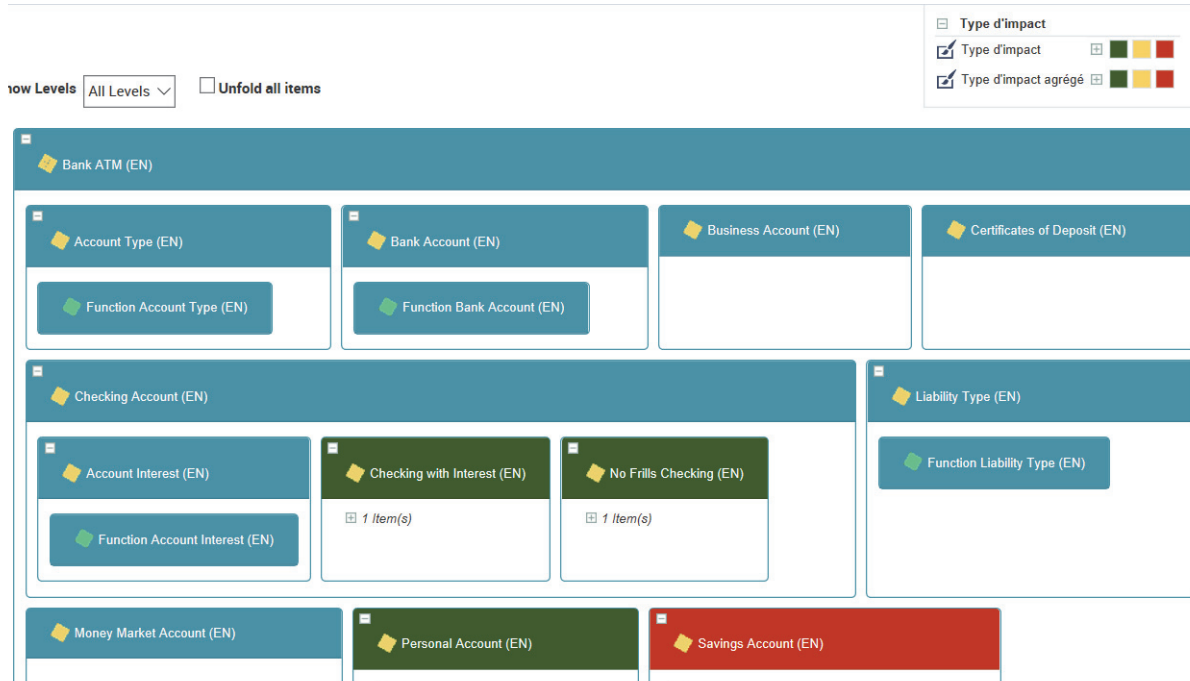 Type d'impact
Type d'impact
Type d'impact agrégé
Levels All Levels Unfold all items
Bank ATM (EN)
Account Type (EN) Bank Account (EN) Business Account (EN) Certificates of Deposit (EN)
Function Account Type (EN) Function Bank Account (EN)
Checking Account (EN) Liability Type (EN)
Account Interest (EN) Checking with Interest (EN) No Frills Checking (EN) Function Liability Type (EN)
1 Item(s) 1 Item(s)
Function Account Interest (EN)
Money Market Account (EN) Personal Account (EN) Savings Account (EN)